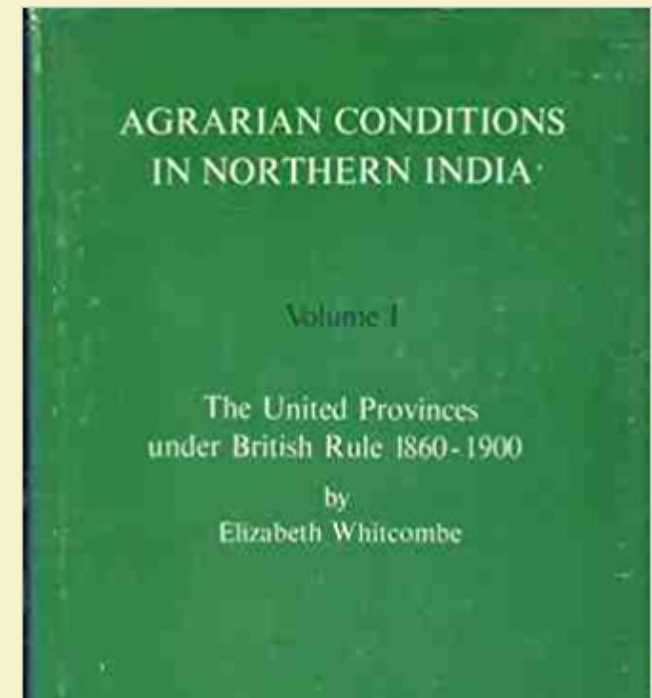 AGRARIAN CONDITIONS
IN NORTHERN INDIA
Volume I
The United Provinces
under British Rule 1860-1900
by
Elizabeth Whitcombe